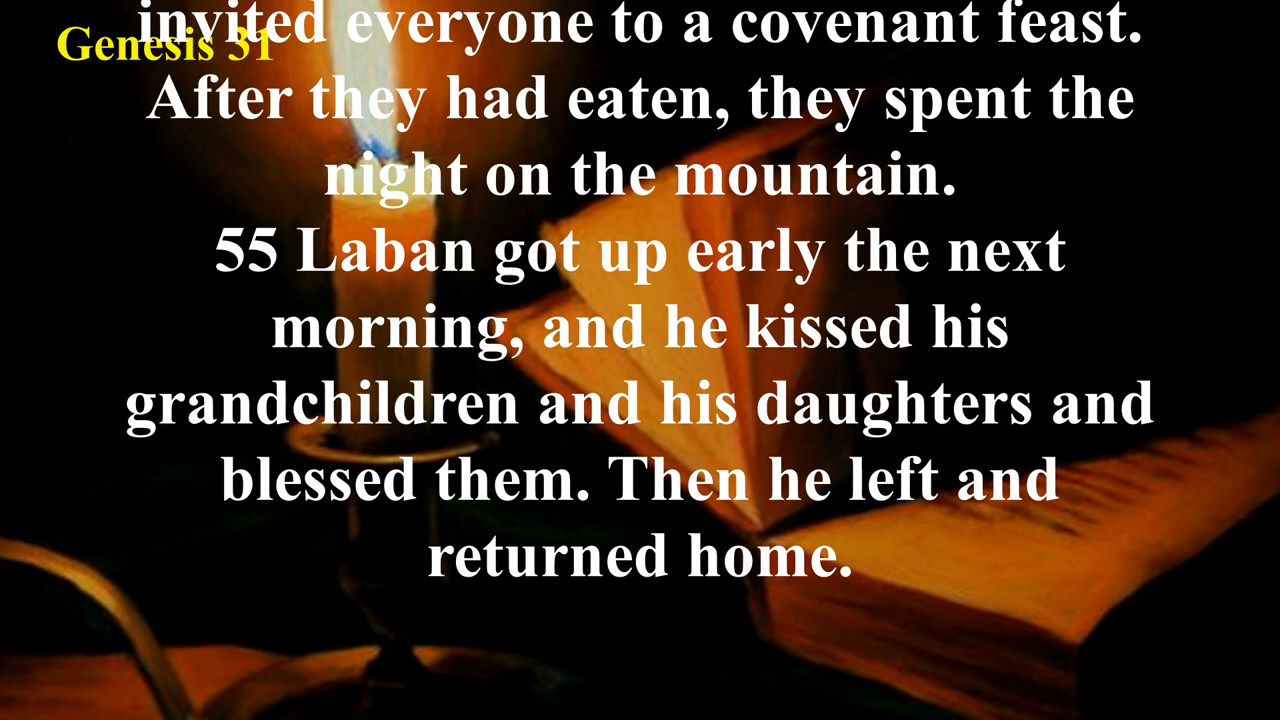 Genesis 31
invited everyone to a covenant feast.
After they had eaten, they spent the
night on the mountain.
55 Laban got up early the next
morning, and he kissed his
grandchildren and his daughters and
blessed them. Then he left and
returned home.